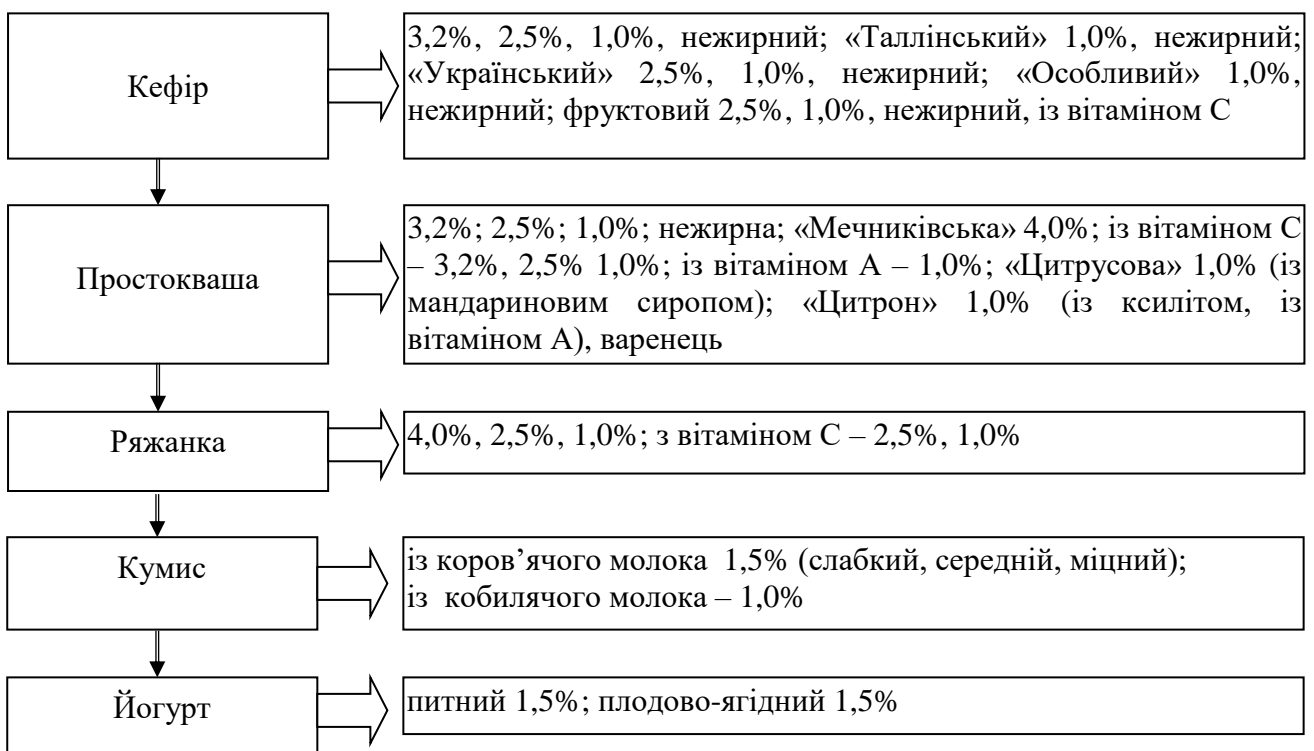 Кефір
3,2%, 2,5%, 1,0%, нежирний; «Таллінський» 1,0%, нежирний;
«Український» 2,5%, 1,0%, нежирний; «Особливий» 1,0%,
нежирний; фруктовий 2,5%, 1,0%, нежирний, із вітаміном С
Простокваша
3,2%; 2,5%; 1,0%; нежирна; «Мечниківська» 4,0%; із вітаміном С
– 3,2%, 2,5% 1,0%; із вітаміном А – 1,0%; «Цитрусова» 1,0% (із
мандариновим сиропом); «Цитрон» 1,0% (із ксилітом, із
вітаміном А), варенець
Ряжанка
4,0%, 2,5%, 1,0%; з вітаміном С – 2,5%, 1,0%
Кумис
із коров’ячого молока 1,5% (слабкий, середній, міцний);
із кобилячого молока – 1,0%
Йогурт
питний 1,5%; плодово-ягідний 1,5%